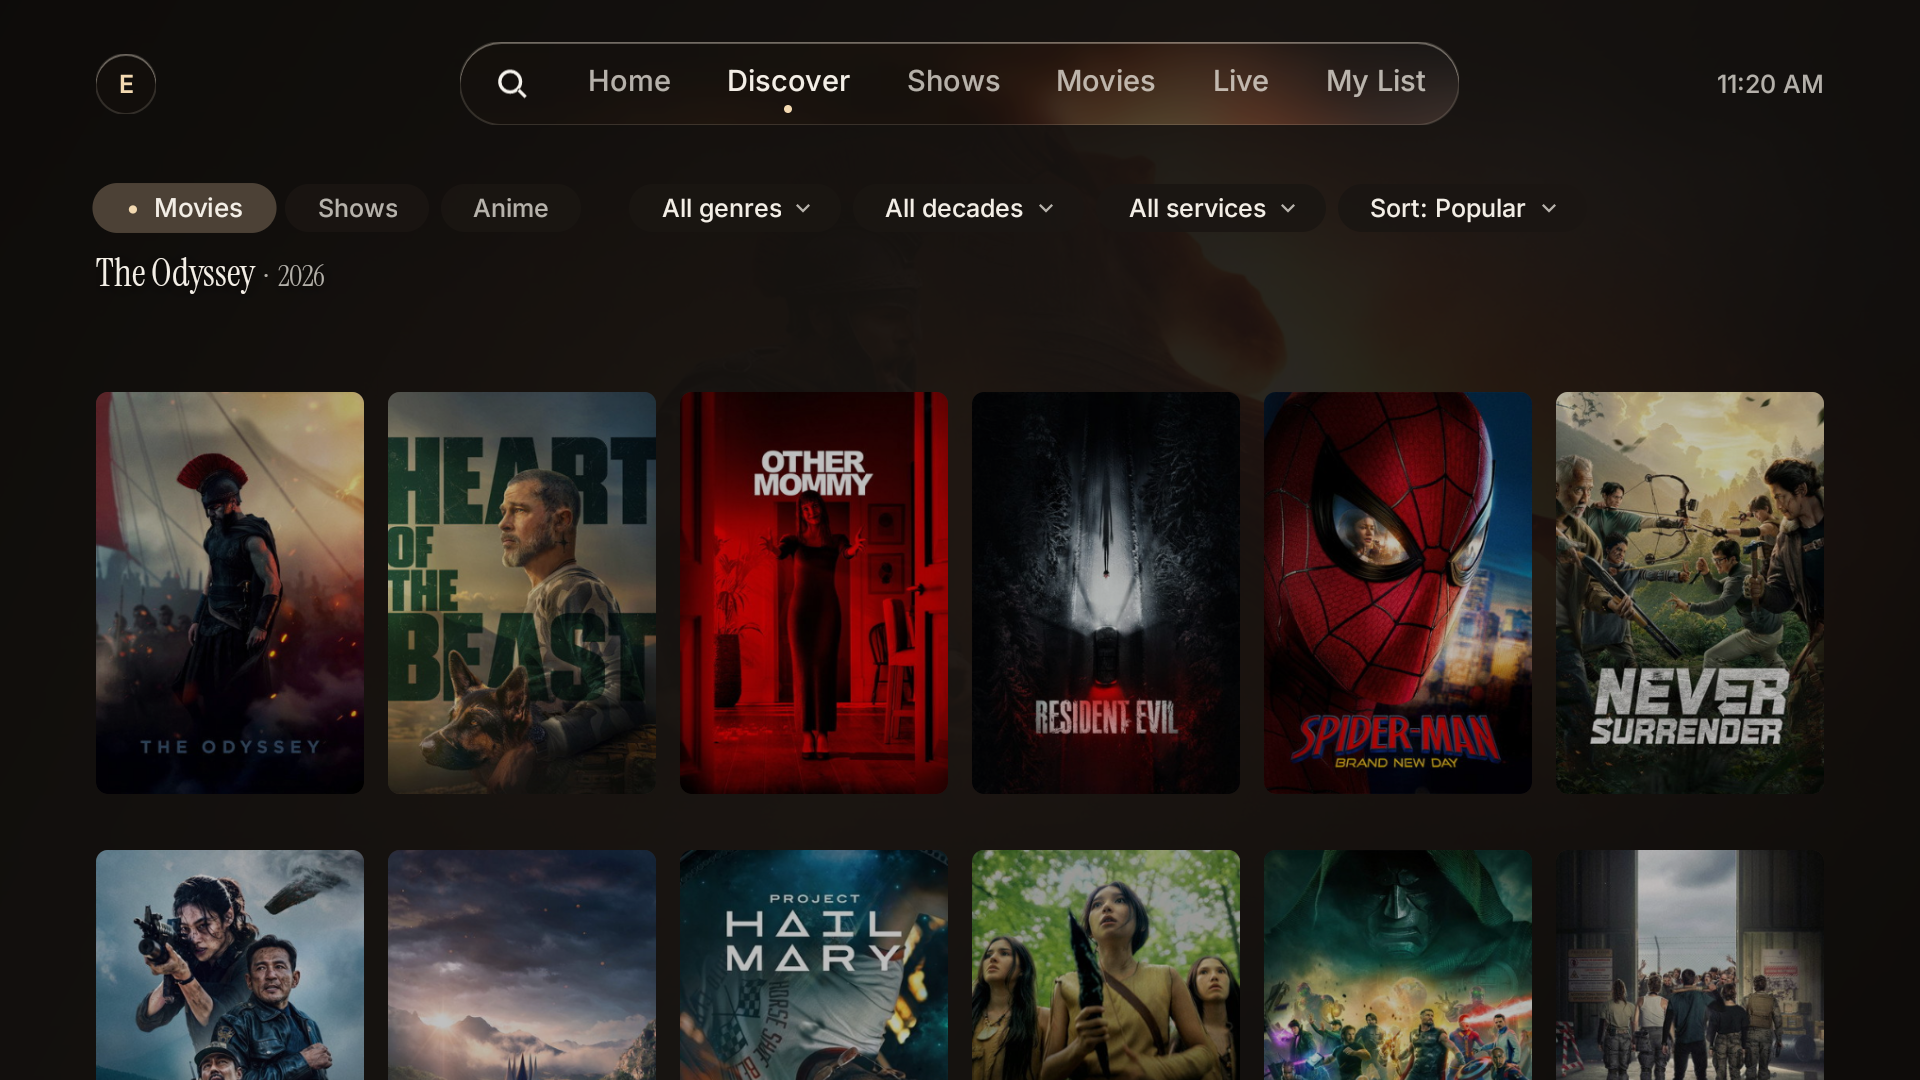 E
Home
Discover
Shows
Movies
Live
My List
11:20 AM
Movies
Shows
Anime
All genres
All decades
All services
Sort: Popular
The Odyssey · 2026
THE ODYSSEY
HEART
OF
THE
BEAST
OTHER
MOMMY
RESIDENT EVIL
SPIDER-MAN
BRAND NEW DAY
NEVER
SURRENDER
PROJECT
HAIL
MARY